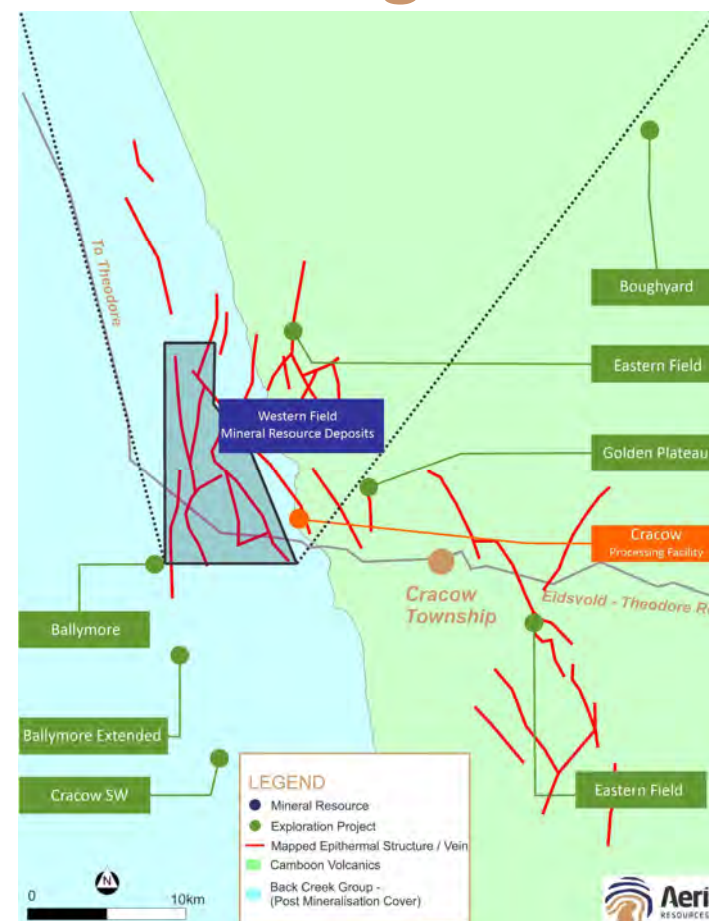 To Theodore
Boughyard
Eastern Field
Western Field
Mineral Resource Deposits
Golden Plateau
Cracow
Processing Facility
Cracow
Township
Eidsvold - Theodore
Ballymore
Ballymore Extended
Cracow SW
Eastern Field
LEGEND
Mineral Resource
Exploration Project
Mapped Epithermal Structure / Vein
Camboon Volcanics
Back Creek Group -
(Post Mineralisation Cover)
N
0 10km
Aeri
RESOURCES